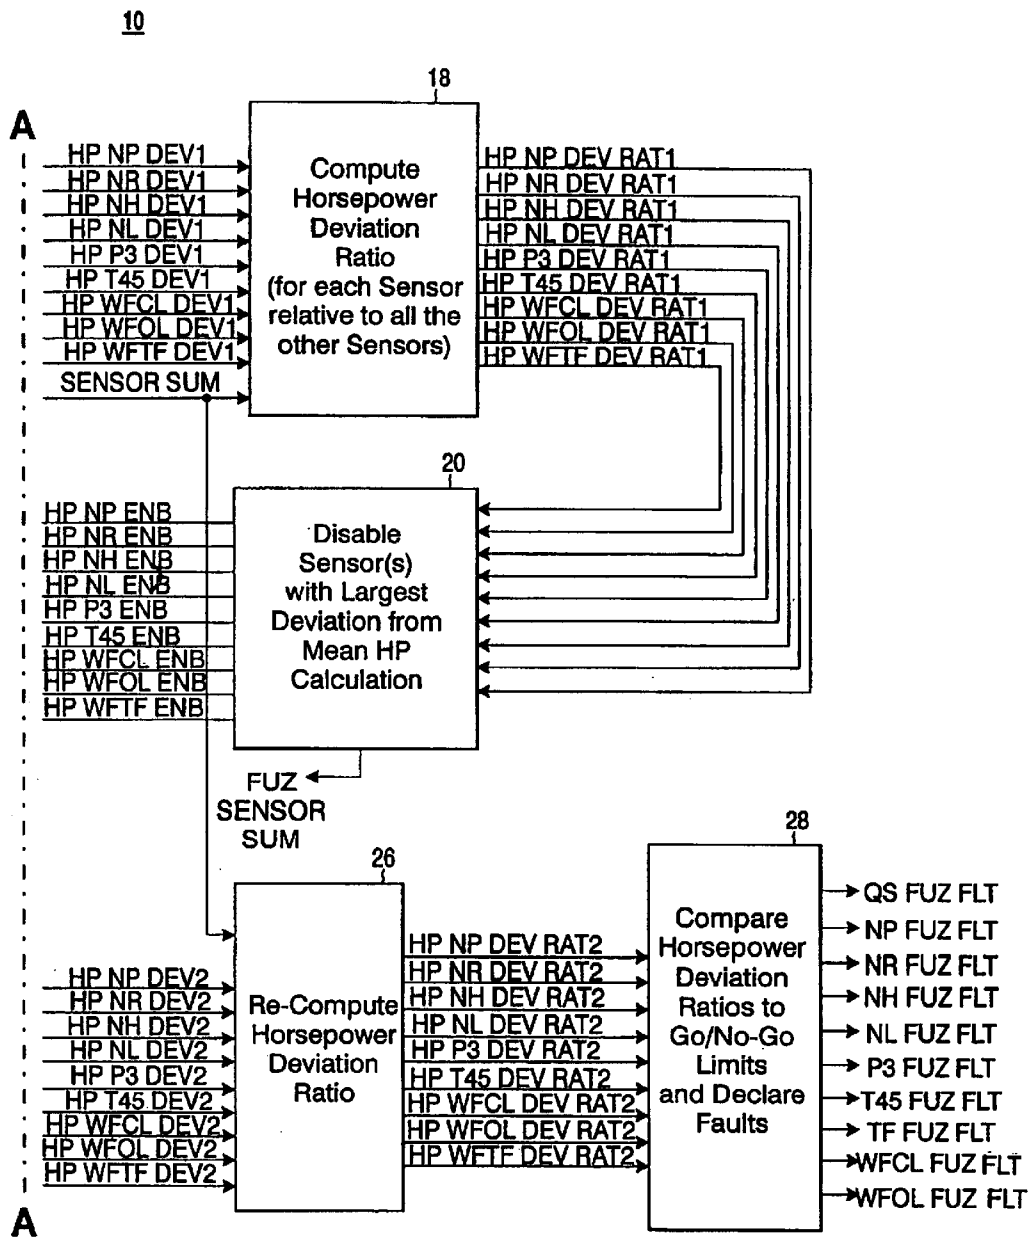 10
18
A
HP NP DEV1
HP NR DEV1
HP NH DEV1
HP NL DEV1
HP P3 DEV1
HP T45 DEV1
HP WFCL DEV1
HP WFOL DEV1
HP WFTF DEV1
SENSOR SUM
Compute
Horsepower
Deviation
Ratio
(for each Sensor
relative to all the
other Sensors)
HP NP DEV RAT1
HP NR DEV RAT1
HP NH DEV RAT1
HP NL DEV RAT1
HP P3 DEV RAT1
HP T45 DEV RAT1
HP WFCL DEV RAT1
HP WFOL DEV RAT1
HP WFTF DEV RAT1
20
HP NP ENB
HP NR ENB
HP NH ENB
HP NL ENB
HP P3 ENB
HP T45 ENB
HP WFCL ENB
HP WFOL ENB
HP WFTF ENB
Disable
Sensor(s)
with Largest
Deviation from
Mean HP
Calculation
FUZ
SENSOR
SUM
26
HP NP DEV2
HP NR DEV2
HP NH DEV2
HP NL DEV2
HP P3 DEV2
HP T45 DEV2
HP WFCL DEV2
HP WFOL DEV2
HP WFTF DEV2
Re-Compute
Horsepower
Deviation
Ratio
HP NP DEV RAT2
HP NR DEV RAT2
HP NH DEV RAT2
HP NL DEV RAT2
HP P3 DEV RAT2
HP T45 DEV RAT2
HP WFCL DEV RAT2
HP WFOL DEV RAT2
HP WFTF DEV RAT2
28
Compare
Horsepower
Deviation
Ratios to
Go/No-Go
Limits
and Declare
Faults
QS FUZ FLT
NP FUZ FLT
NR FUZ FLT
NH FUZ FLT
NL FUZ FLT
P3 FUZ FLT
T45 FUZ FLT
TF FUZ FLT
WFCL FUZ FLT
WFOL FUZ FLT
A